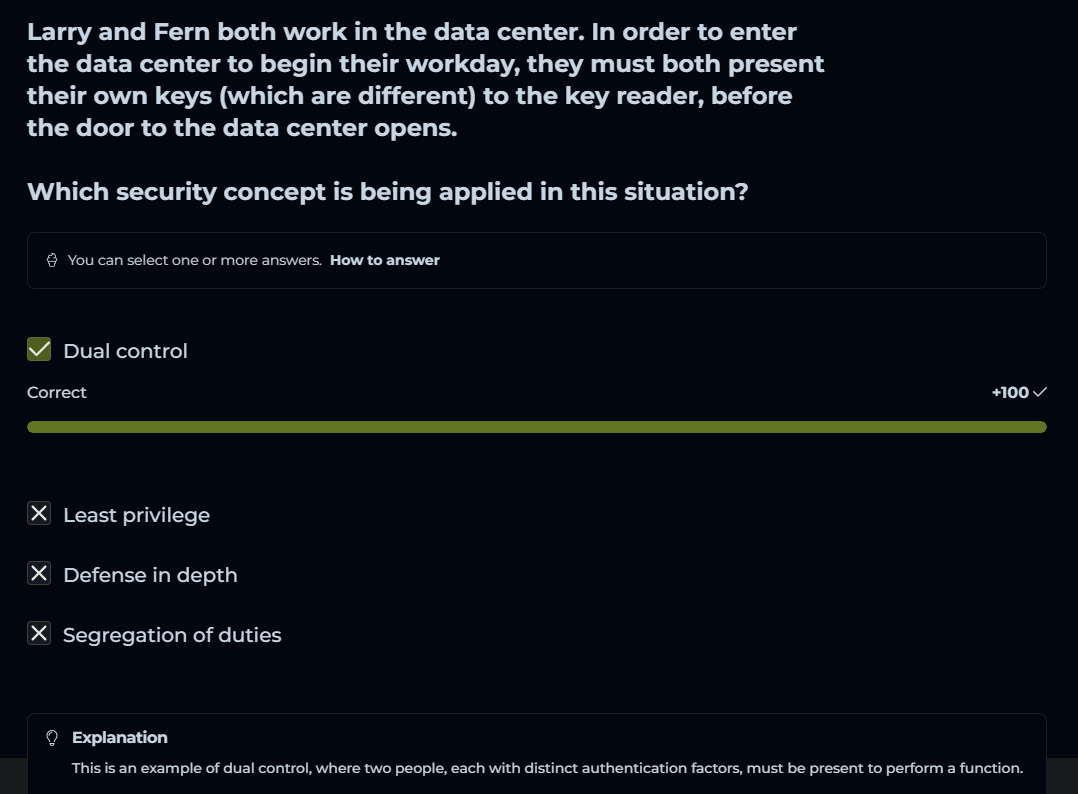 Larry and Fern both work in the data center. In order to enter
the data center to begin their workday, they must both present
their own keys (which are different) to the key reader, before
the door to the data center opens.
Which security concept is being applied in this situation?
You can select one or more answers. How to answer
Dual control
Correct
+100
Least privilege
Defense in depth
Segregation of duties
Explanation
This is an example of dual control, where two people, each with distinct authentication factors, must be present to perform a function.